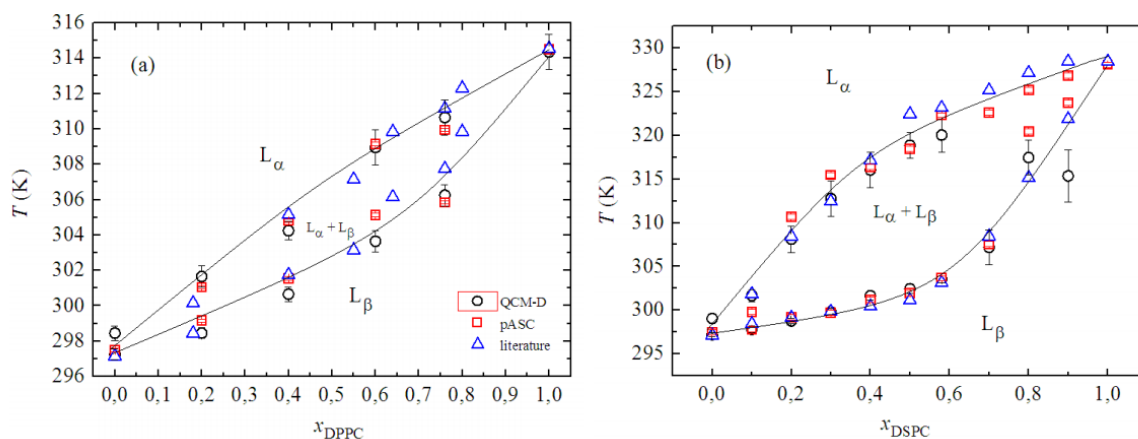 (a)
T (K)
316
314
312
310
308
306
304
302
300
298
296
Lα
Lα + Lβ
Lβ
QCM-D
pASC
literature
0,0 0,1 0,2 0,3 0,4 0,5 0,6 0,7 0,8 0,9 1,0
xDPPC
(b)
T (K)
330
325
320
315
310
305
300
295
Lα
Lα + Lβ
Lβ
0,0 0,2 0,4 0,6 0,8 1,0
xDSPC